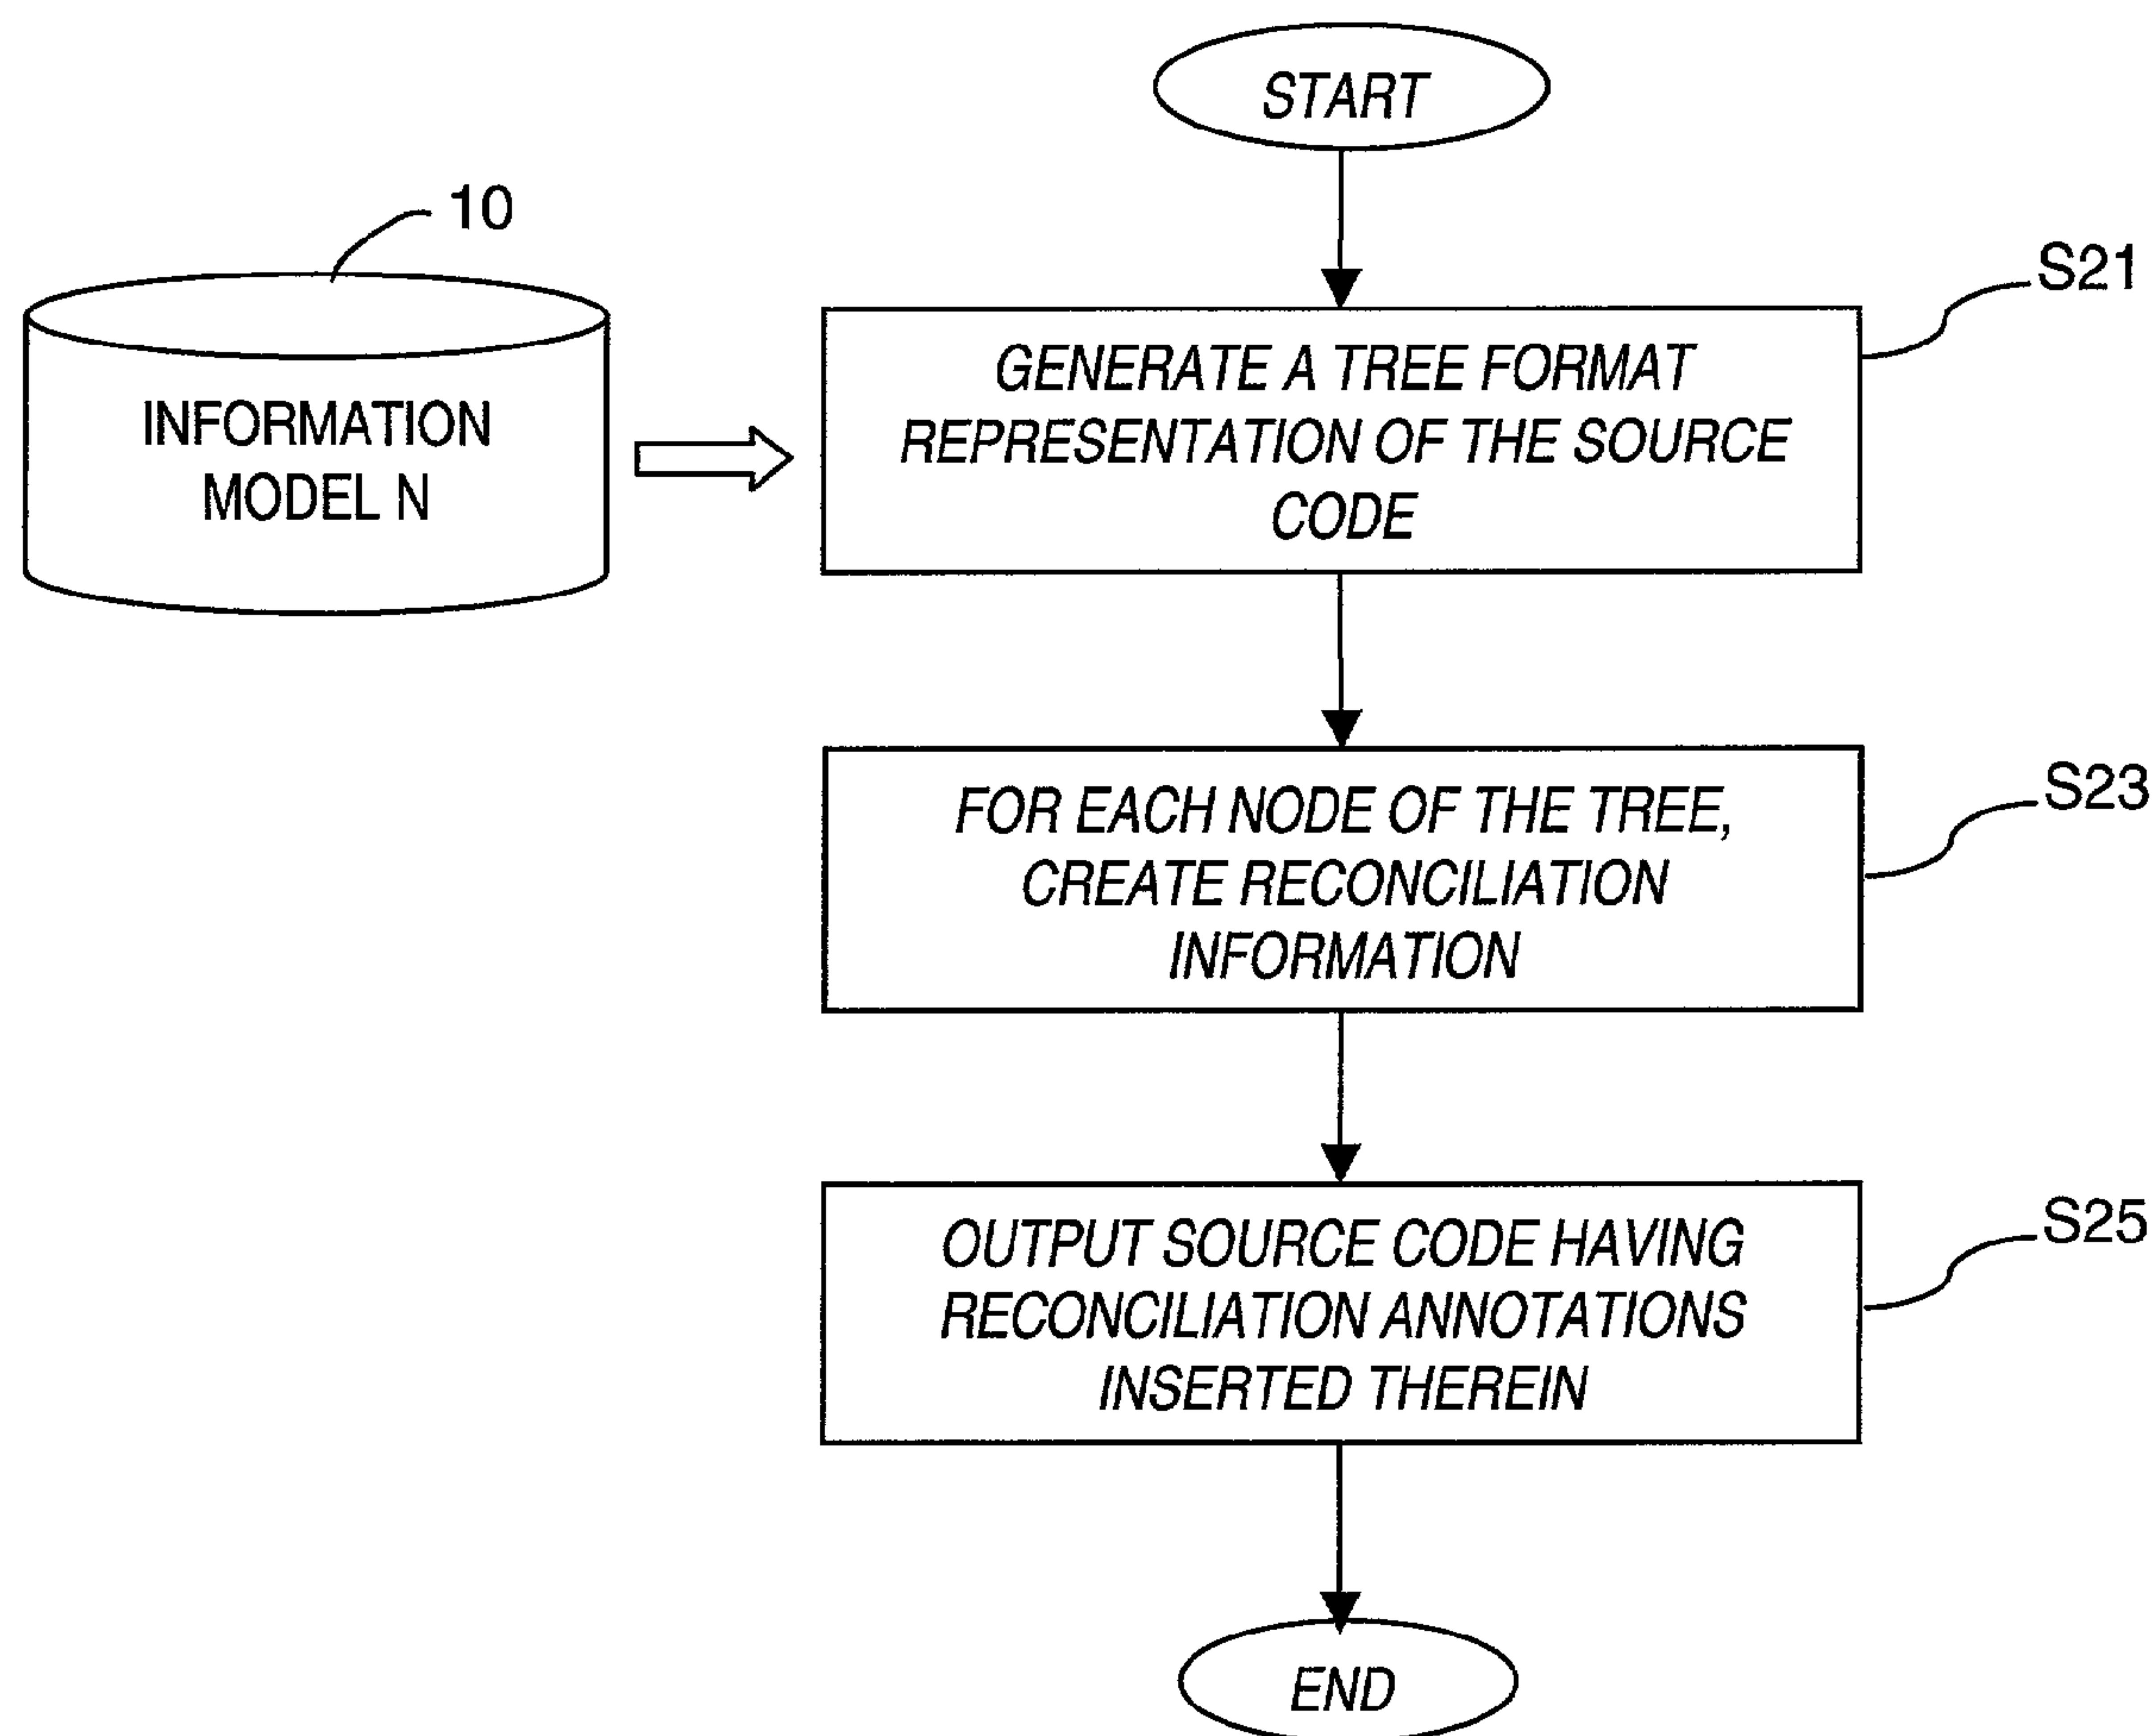 START
10
INFORMATION
MODEL N
S21
GENERATE A TREE FORMAT
REPRESENTATION OF THE SOURCE
CODE
S23
FOR EACH NODE OF THE TREE,
CREATE RECONCILIATION
INFORMATION
S25
OUTPUT SOURCE CODE HAVING
RECONCILIATION ANNOTATIONS
INSERTED THEREIN
END